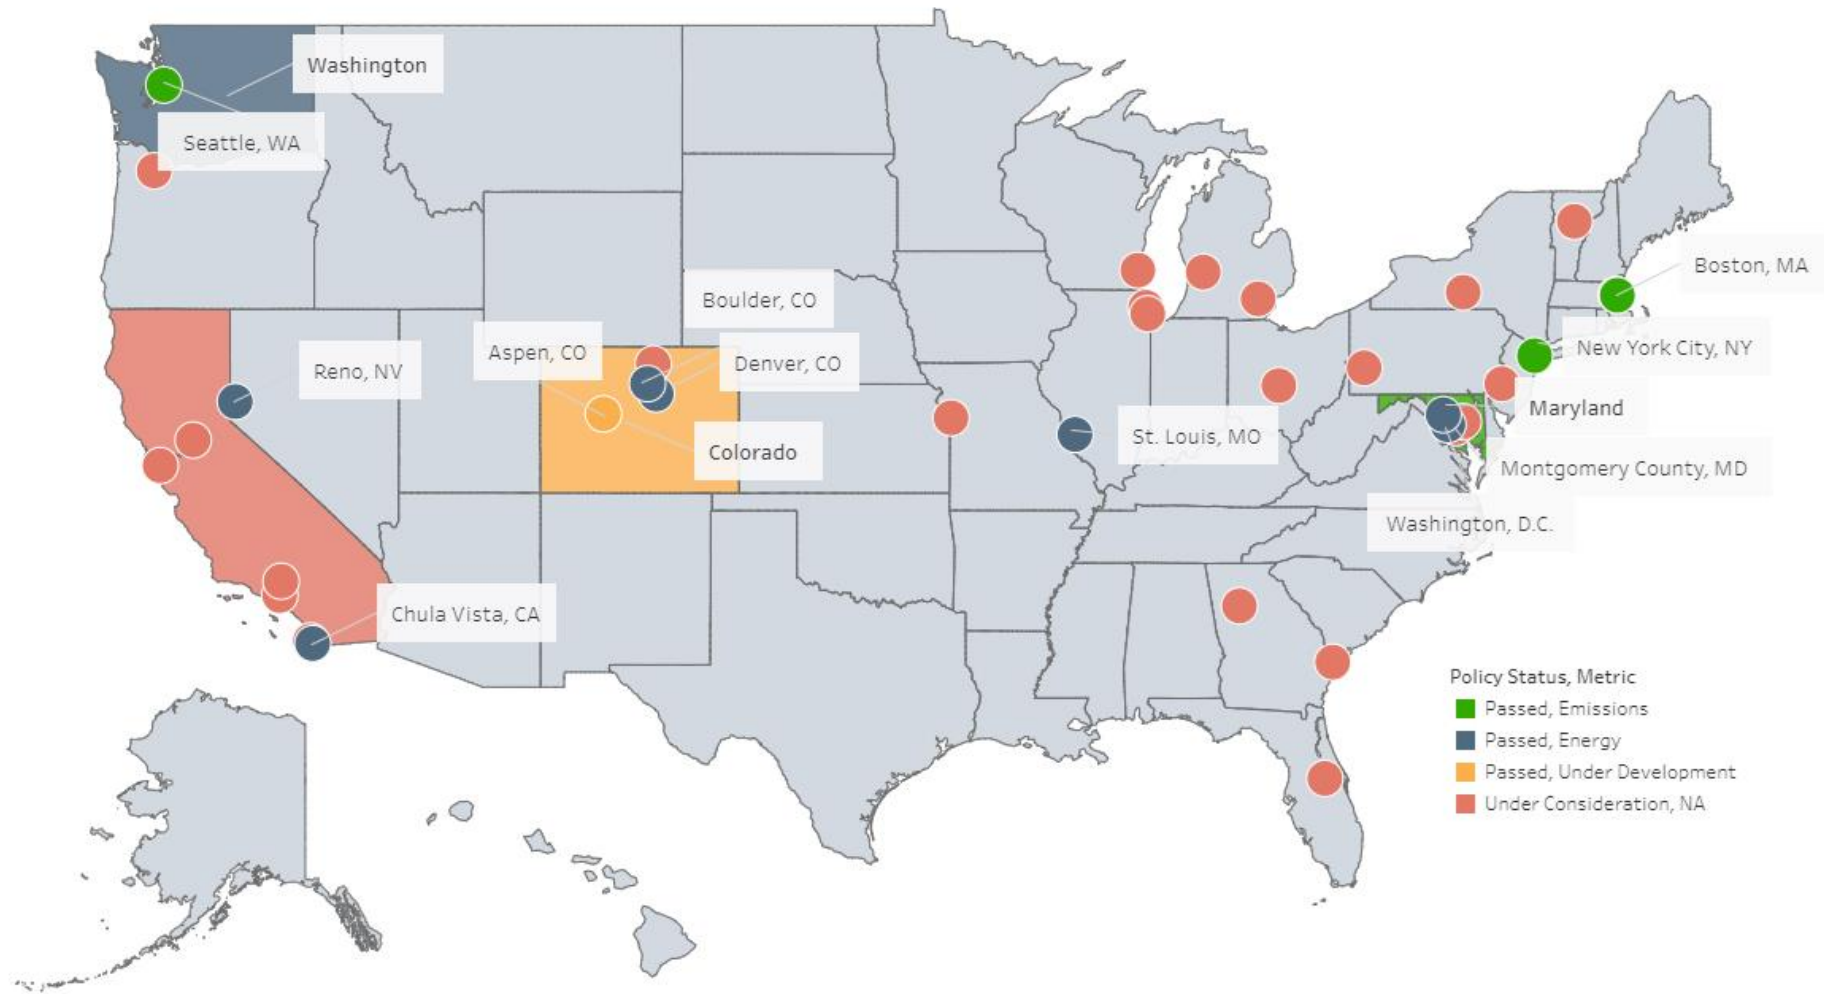 Washington
Seattle, WA
Boston, MA
Boulder, CO
New York City, NY
Aspen, CO
Denver, CO
Reno, NV
Maryland
St. Louis, MO
Colorado
Montgomery County, MD
Washington, D.C.
Chula Vista, CA
Policy Status, Metric
Passed, Emissions
Passed, Energy
Passed, Under Development
Under Consideration, NA